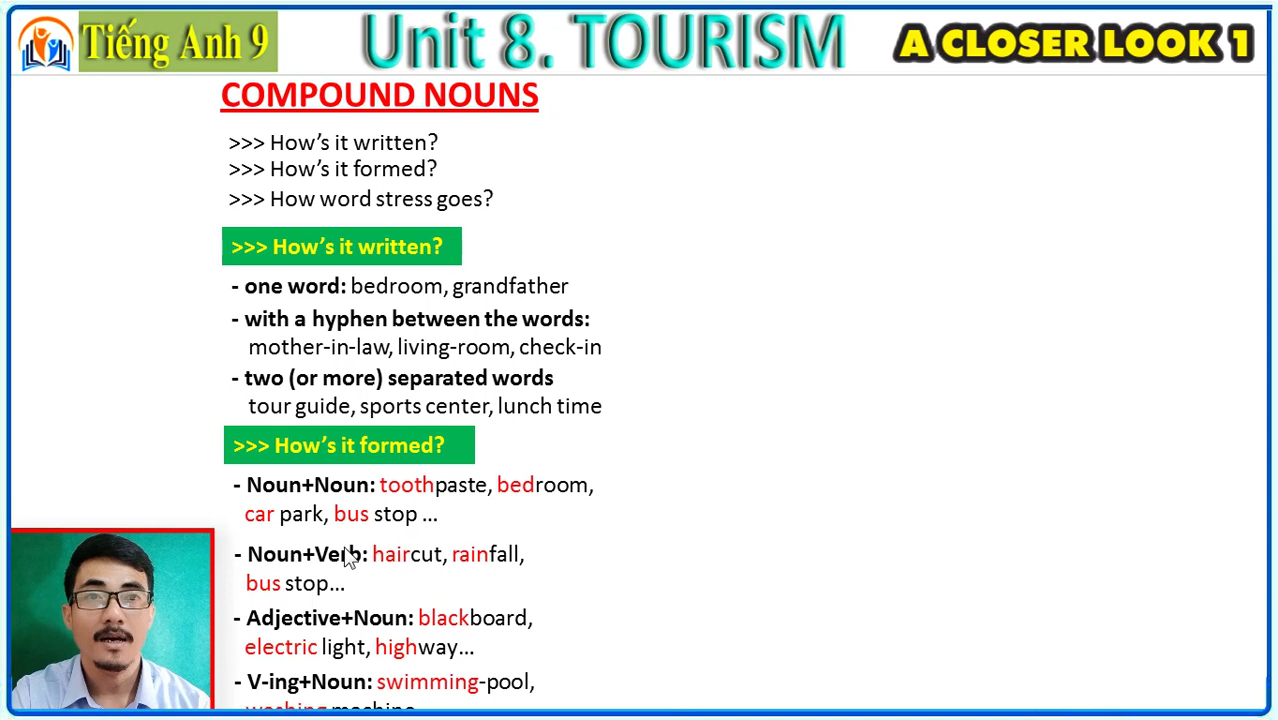 Tiếng Anh 9
Unit 8. TOURISM
A CLOSER LOOK 1
COMPOUND NOUNS
>>> How’s it written?
>>> How’s it formed?
>>> How word stress goes?
>>> How’s it written?
- one word: bedroom, grandfather
- with a hyphen between the words:
mother-in-law, living-room, check-in
- two (or more) separated words
tour guide, sports center, lunch time
>>> How’s it formed?
- Noun+Noun: toothpaste, bedroom,
car park, bus stop ...
- Noun+Verb: haircut, rainfall,
bus stop...
- Adjective+Noun: blackboard,
electric light, highway...
- V-ing+Noun: swimming-pool,
washing machine